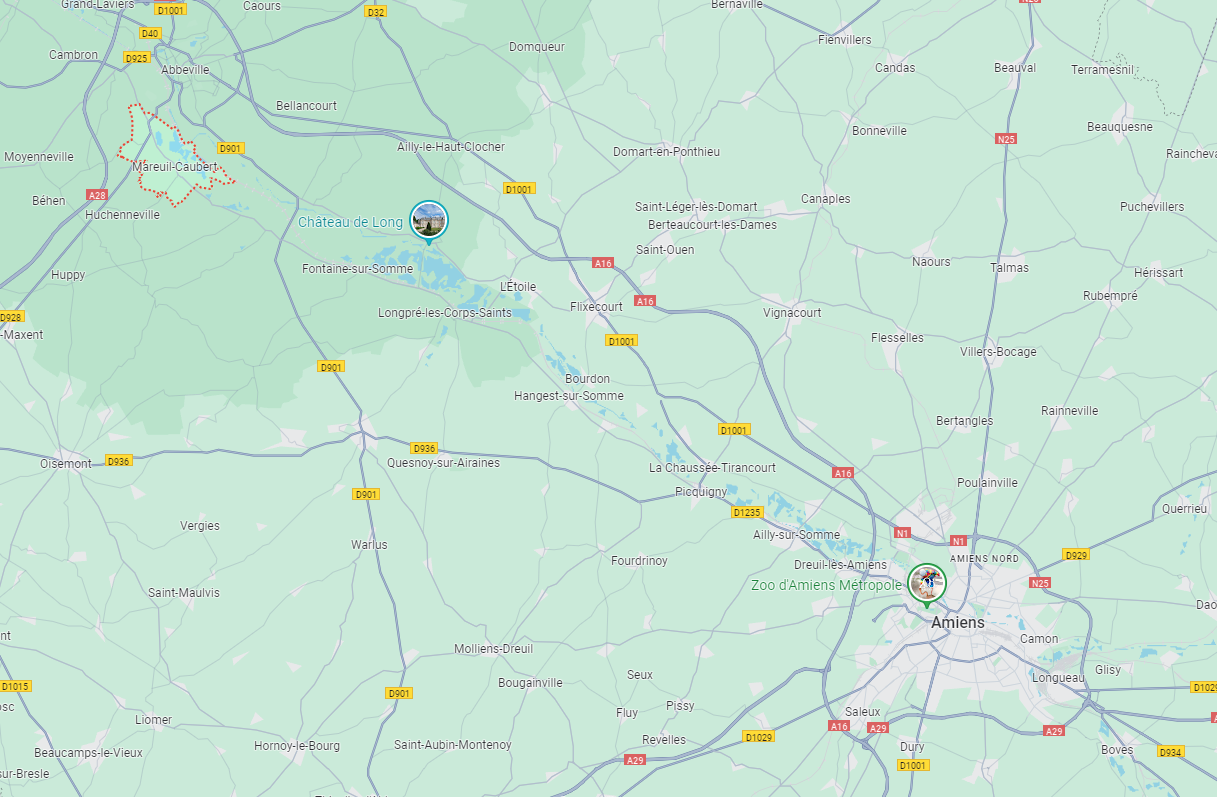 Grand-Laviers
D1001
Caours
D32
Bernaville
N25
D40
Cambron
D925
Abbeville
Domqueur
Fienvillers
Candas
Beauval
Terramesnil
Bellancourt
Beauquesne
Bonneville
N25
Moyenneville
Mareuil-Caubert
D901
Ailly-le-Haut-Clocher
Domart-en-Ponthieu
Raincheva
A28
Béhen
Huchenneville
D1001
Château de Long
Saint-Léger-lès-Domart
Berteaucourt-les-Dames
Canaples
Puchevillers
Saint-Ouen
Huppy
Fontaine-sur-Somme
L'Étoile
A16
Naours
Talmas
Hérissart
D928
-Maxent
Longpré-les-Corps-Saints
Flixecourt
A16
Vignacourt
Rubempré
D1001
Flesselles
Villers-Bocage
D901
Bourdon
Hangest-sur-Somme
Rainneville
Bertangles
D1001
Oisemont
D936
D936
Quesnoy-sur-Airaines
La Chaussée-Tirancourt
A16
D901
Picquigny
Poulainville
D1235
Querrieu
Vergies
Warlus
Ailly-sur-Somme
N1
N1
AMIENS NORD
D929
Fourdrinoy
Dreuil-lès-Amiens
Zoo d'Amiens Métropole
N25
Saint-Maulvis
Amiens
Dao
nt
Molliens-Dreuil
Camon
Glisy
D1015
D901
Bougainville
Seux
Longueau
D1029
osc
Liomer
Fluy
Pissy
Saleux
A16
A29
A29
Beaucamps-le-Vieux
Hornoy-le-Bourg
Saint-Aubin-Montenoy
Revelles
D1029
Dury
Boves
D934
sur-Bresle
A29
D1001